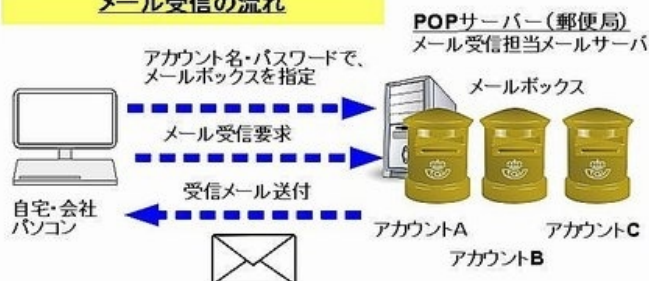 メール受信の流れ
POPサーバー(郵便局)
メール受信担当メールサーバ
アカウント名・パスワードで、
メールボックスを指定
メールボックス
メール受信要求
受信メール送付
自宅・会社
パソコン
アカウントA
アカウントB
アカウントC